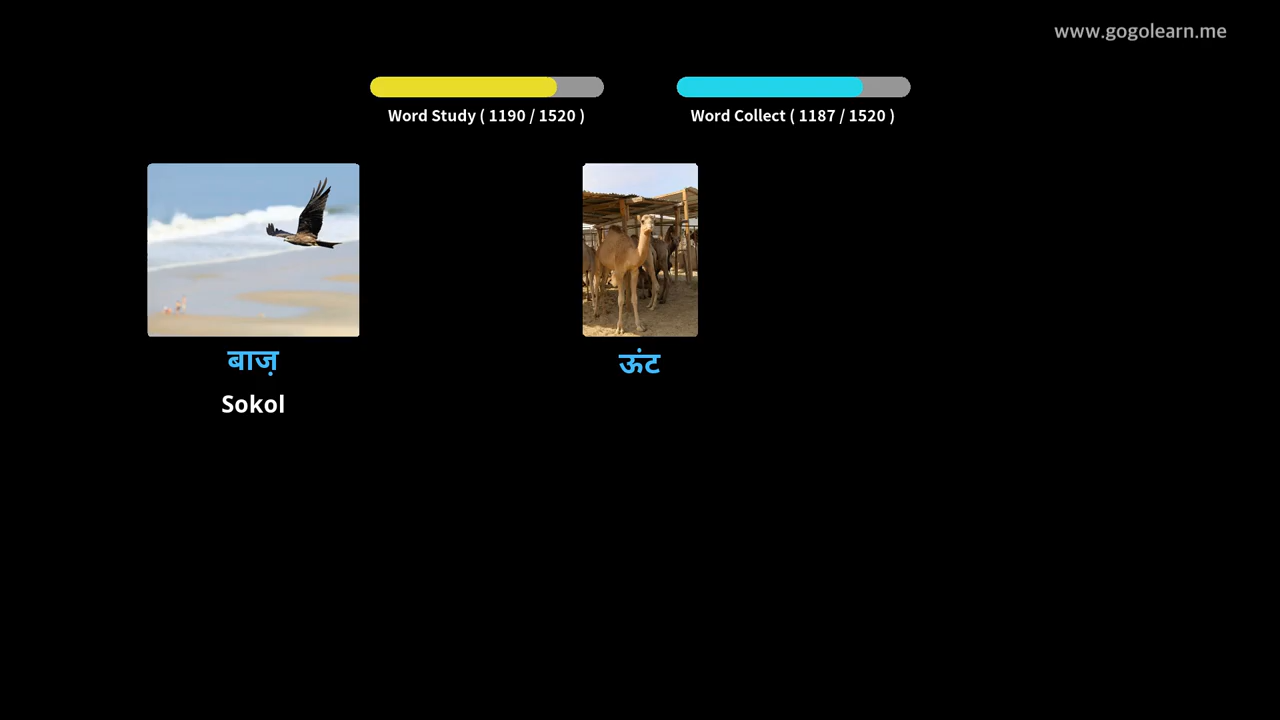 www.gogolearn.me
Word Study ( 1190 / 1520 )
Word Collect ( 1187 / 1520 )
बाज़
Sokol
ऊंट